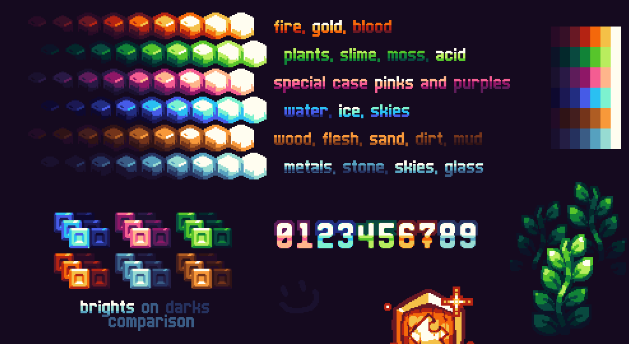 fire, gold, blood
plants, slime, moss, acid
special case pinks and purples
water, ice, skies
wood, flesh, sand, dirt, mud
metals, stone, skies, glass
0123456789
brights on darks
comparison